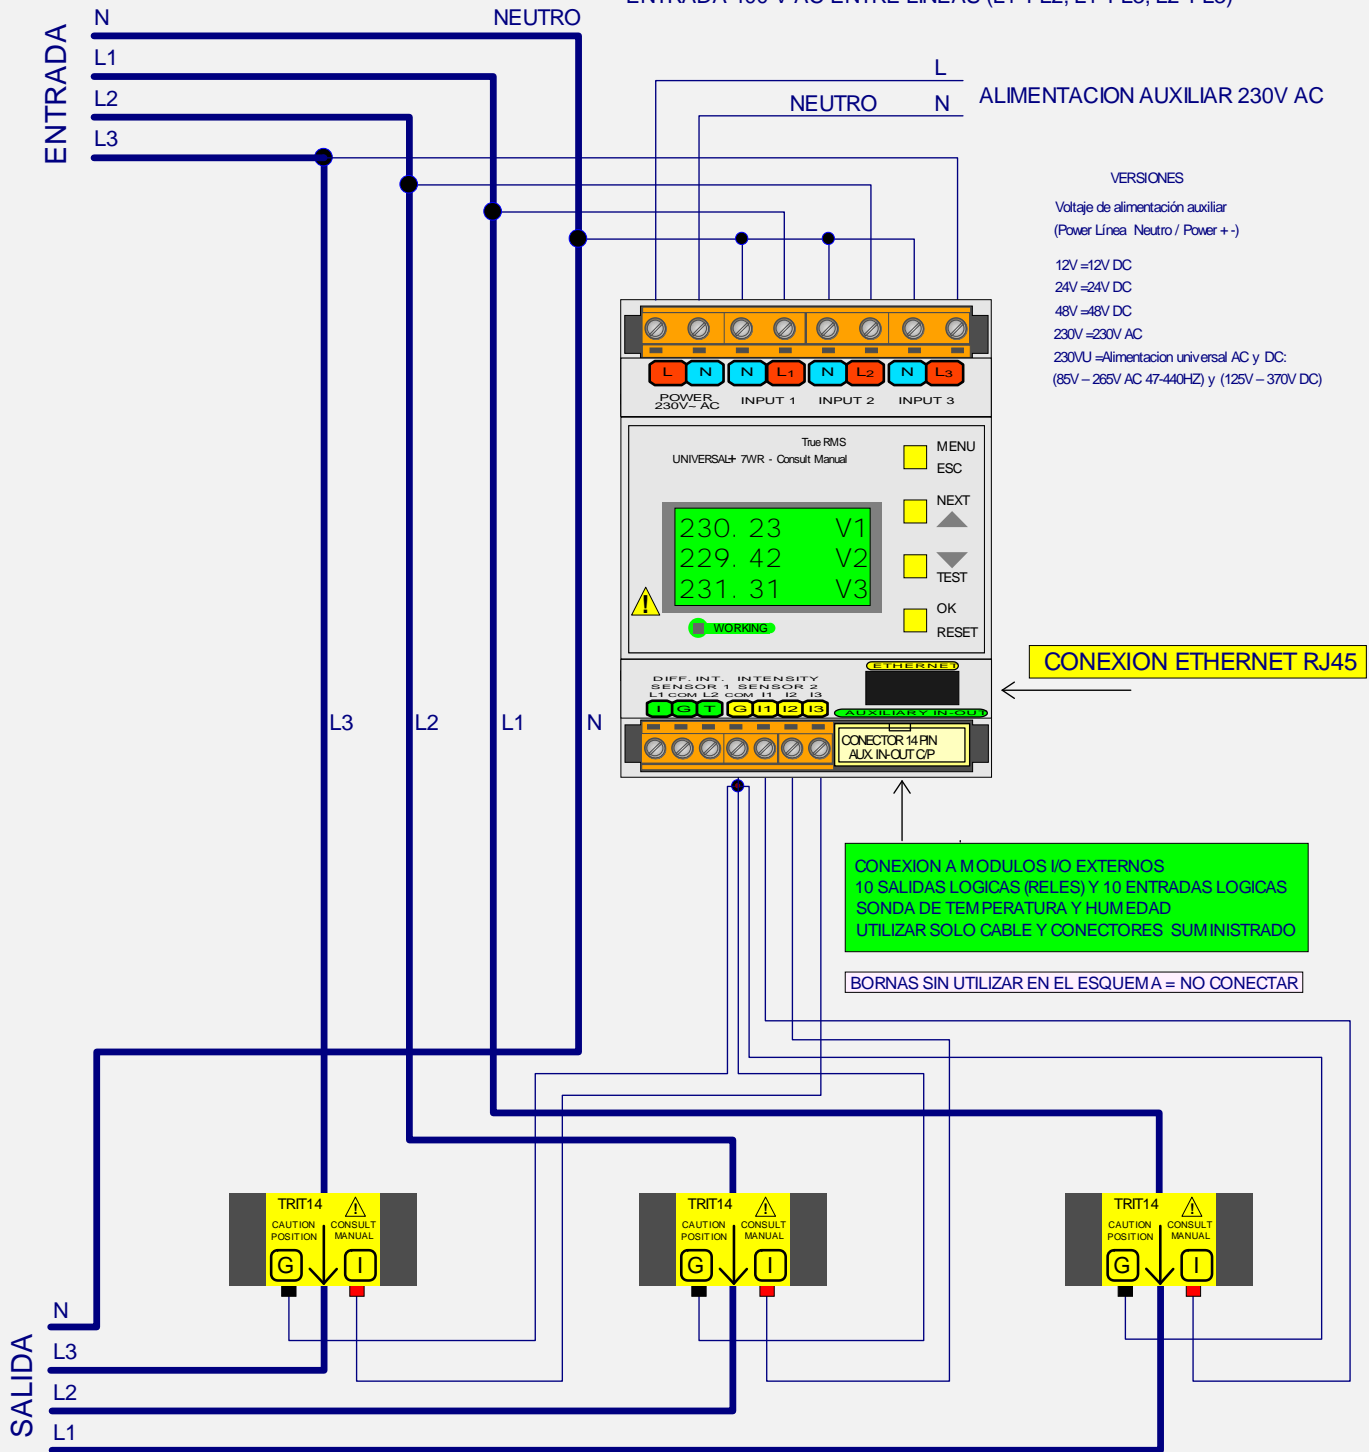 N
NEUTRO
L1
L2
L3
ENTRADA
L
NEUTRO N
ALIMENTACION AUXILIAR 230V AC
VERSIONES
Voltaje de alimentación auxiliar
(Power Línea Neutro / Power + -)
12V =12V DC
24V =24V DC
48V =48V DC
230V =230V AC
230VU =Alimentacion universal AC y DC:
(85V – 265V AC 47-440HZ) y (125V – 370V DC)
L N N L1 N L2 N L3
POWER
230V~ AC
INPUT 1 INPUT 2 INPUT 3
True RMS
UNIVERSAL+ 7WR - Consult Manual
MENU
ESC
NEXT
TEST
OK
RESET
230. 23 V1
229. 42 V2
231. 31 V3
WORKING
ETHERNET
CONEXION ETHERNET RJ45
DIFF. INT. INTENSITY
SENSOR 1 SENSOR 2
L1 COM L2 COM I1 I2 I3
I G T G I1 I2 I3
AUXILIARY IN-OUT
CONECTOR 14 PIN
AUX IN-OUT C/P
L3 L2 L1 N
CONEXION A MODULOS I/O EXTERNOS
10 SALIDAS LOGICAS (RELES) Y 10 ENTRADAS LOGICAS
SONDA DE TEMPERATURA Y HUMEDAD
UTILIZAR SOLO CABLE Y CONECTORES SUMINISTRADO
BORNAS SIN UTILIZAR EN EL ESQUEMA = NO CONECTAR
TRIT14
CAUTION
POSITION
CONSULT
MANUAL
G I
TRIT14
CAUTION
POSITION
CONSULT
MANUAL
G I
TRIT14
CAUTION
POSITION
CONSULT
MANUAL
G I
SALIDA
N
L3
L2
L1